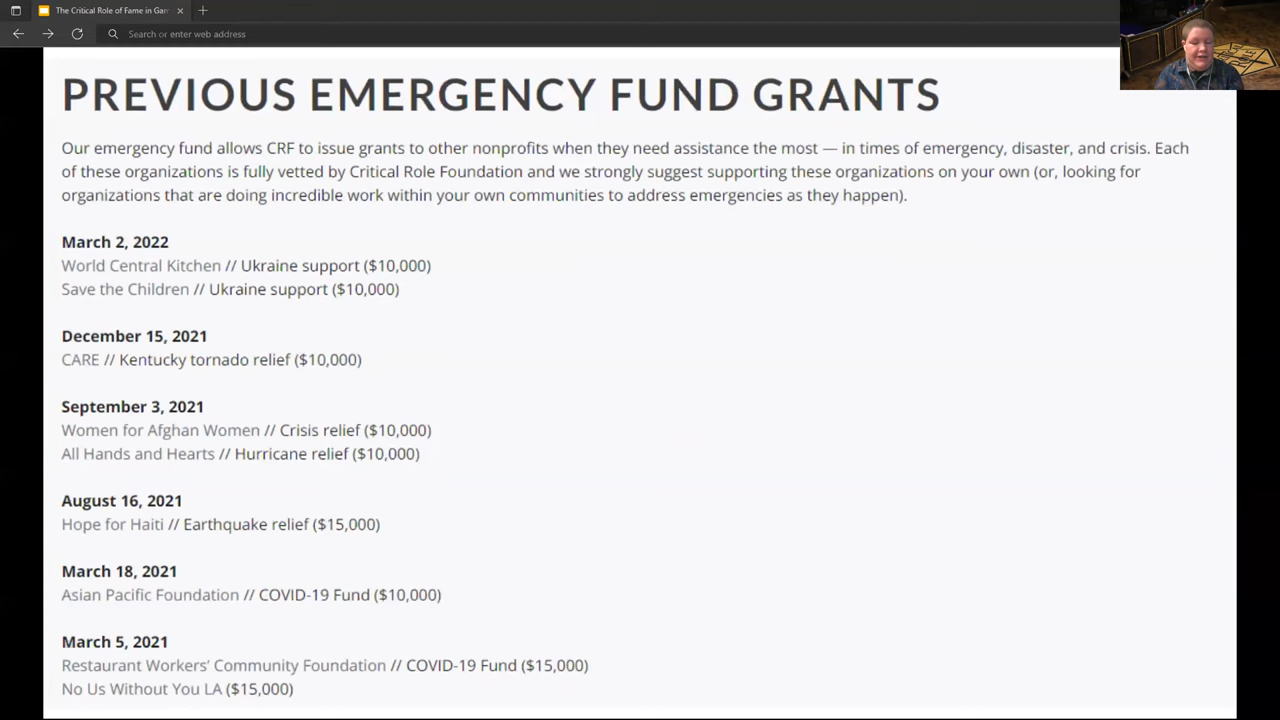 The Critical Role of Fame in Gam
Search or enter web address
PREVIOUS EMERGENCY FUND GRANTS
Our emergency fund allows CRF to issue grants to other nonprofits when they need assistance the most — in times of emergency, disaster, and crisis. Each
of these organizations is fully vetted by Critical Role Foundation and we strongly suggest supporting these organizations on your own (or, looking for
organizations that are doing incredible work within your own communities to address emergencies as they happen).
March 2, 2022
World Central Kitchen // Ukraine support ($10,000)
Save the Children // Ukraine support ($10,000)
December 15, 2021
CARE // Kentucky tornado relief ($10,000)
September 3, 2021
Women for Afghan Women // Crisis relief ($10,000)
All Hands and Hearts // Hurricane relief ($10,000)
August 16, 2021
Hope for Haiti // Earthquake relief ($15,000)
March 18, 2021
Asian Pacific Foundation // COVID-19 Fund ($10,000)
March 5, 2021
Restaurant Workers' Community Foundation // COVID-19 Fund ($15,000)
No Us Without You LA ($15,000)